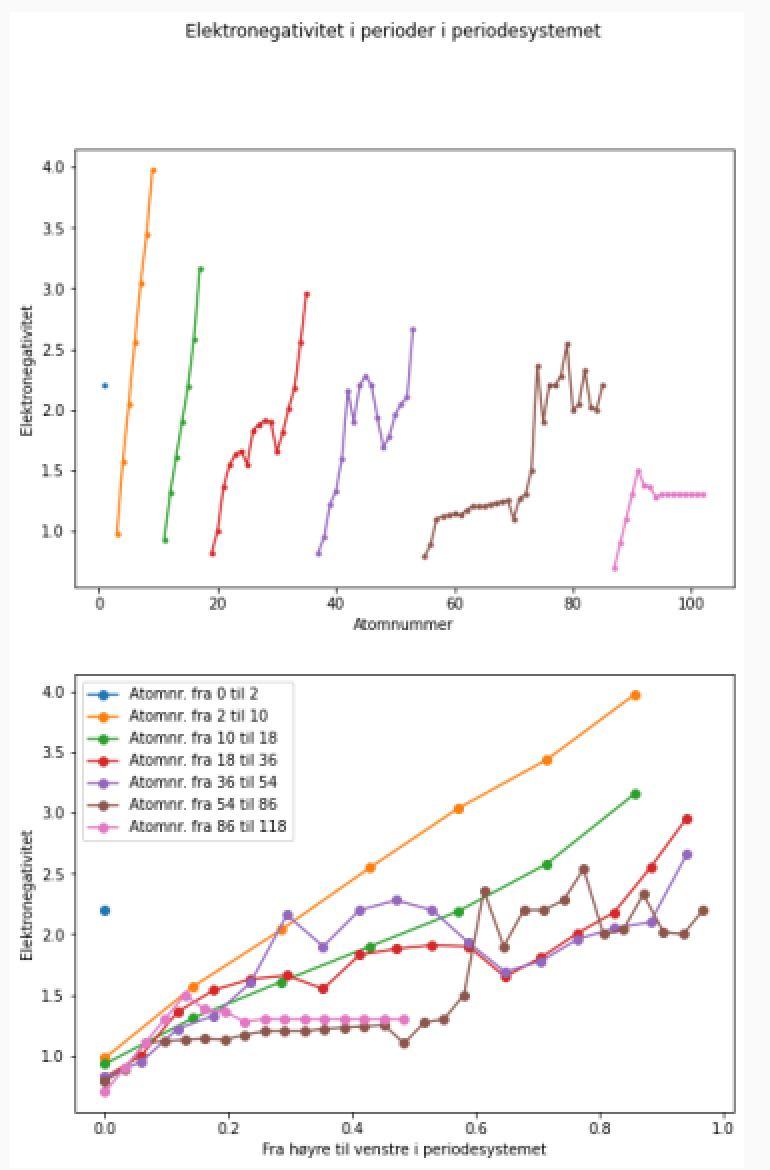 Elektronegativitet i perioder i periodesystemet
4.0
3.5
3.0
2.5
2.0
1.5
1.0
Elektronegativitet
0 20 40 60 80 100
Atomnummer
4.0
3.5
3.0
2.5
2.0
1.5
1.0
Elektronegativitet
Atomnr. fra 0 til 2
Atomnr. fra 2 til 10
Atomnr. fra 10 til 18
Atomnr. fra 18 til 36
Atomnr. fra 36 til 54
Atomnr. fra 54 til 86
Atomnr. fra 86 til 118
0.0 0.2 0.4 0.6 0.8 1.0
Fra høyre til venstre i periodesystemet